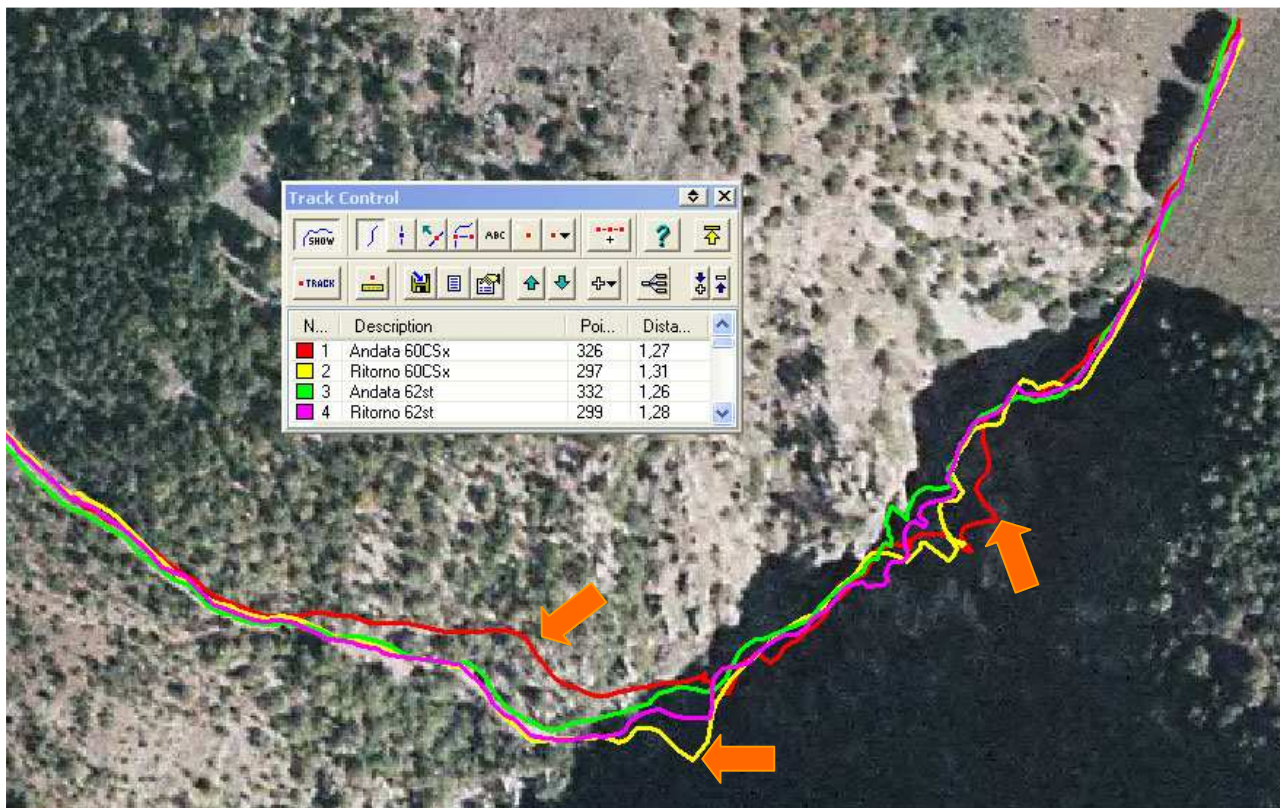 Track Control
SHOW ABC ?
TRACK
N... Description Poi... Dista...
1 Andata 60CSx 326 1,27
2 Ritorno 60CSx 297 1,31
3 Andata 62st 332 1,26
4 Ritorno 62st 299 1,28